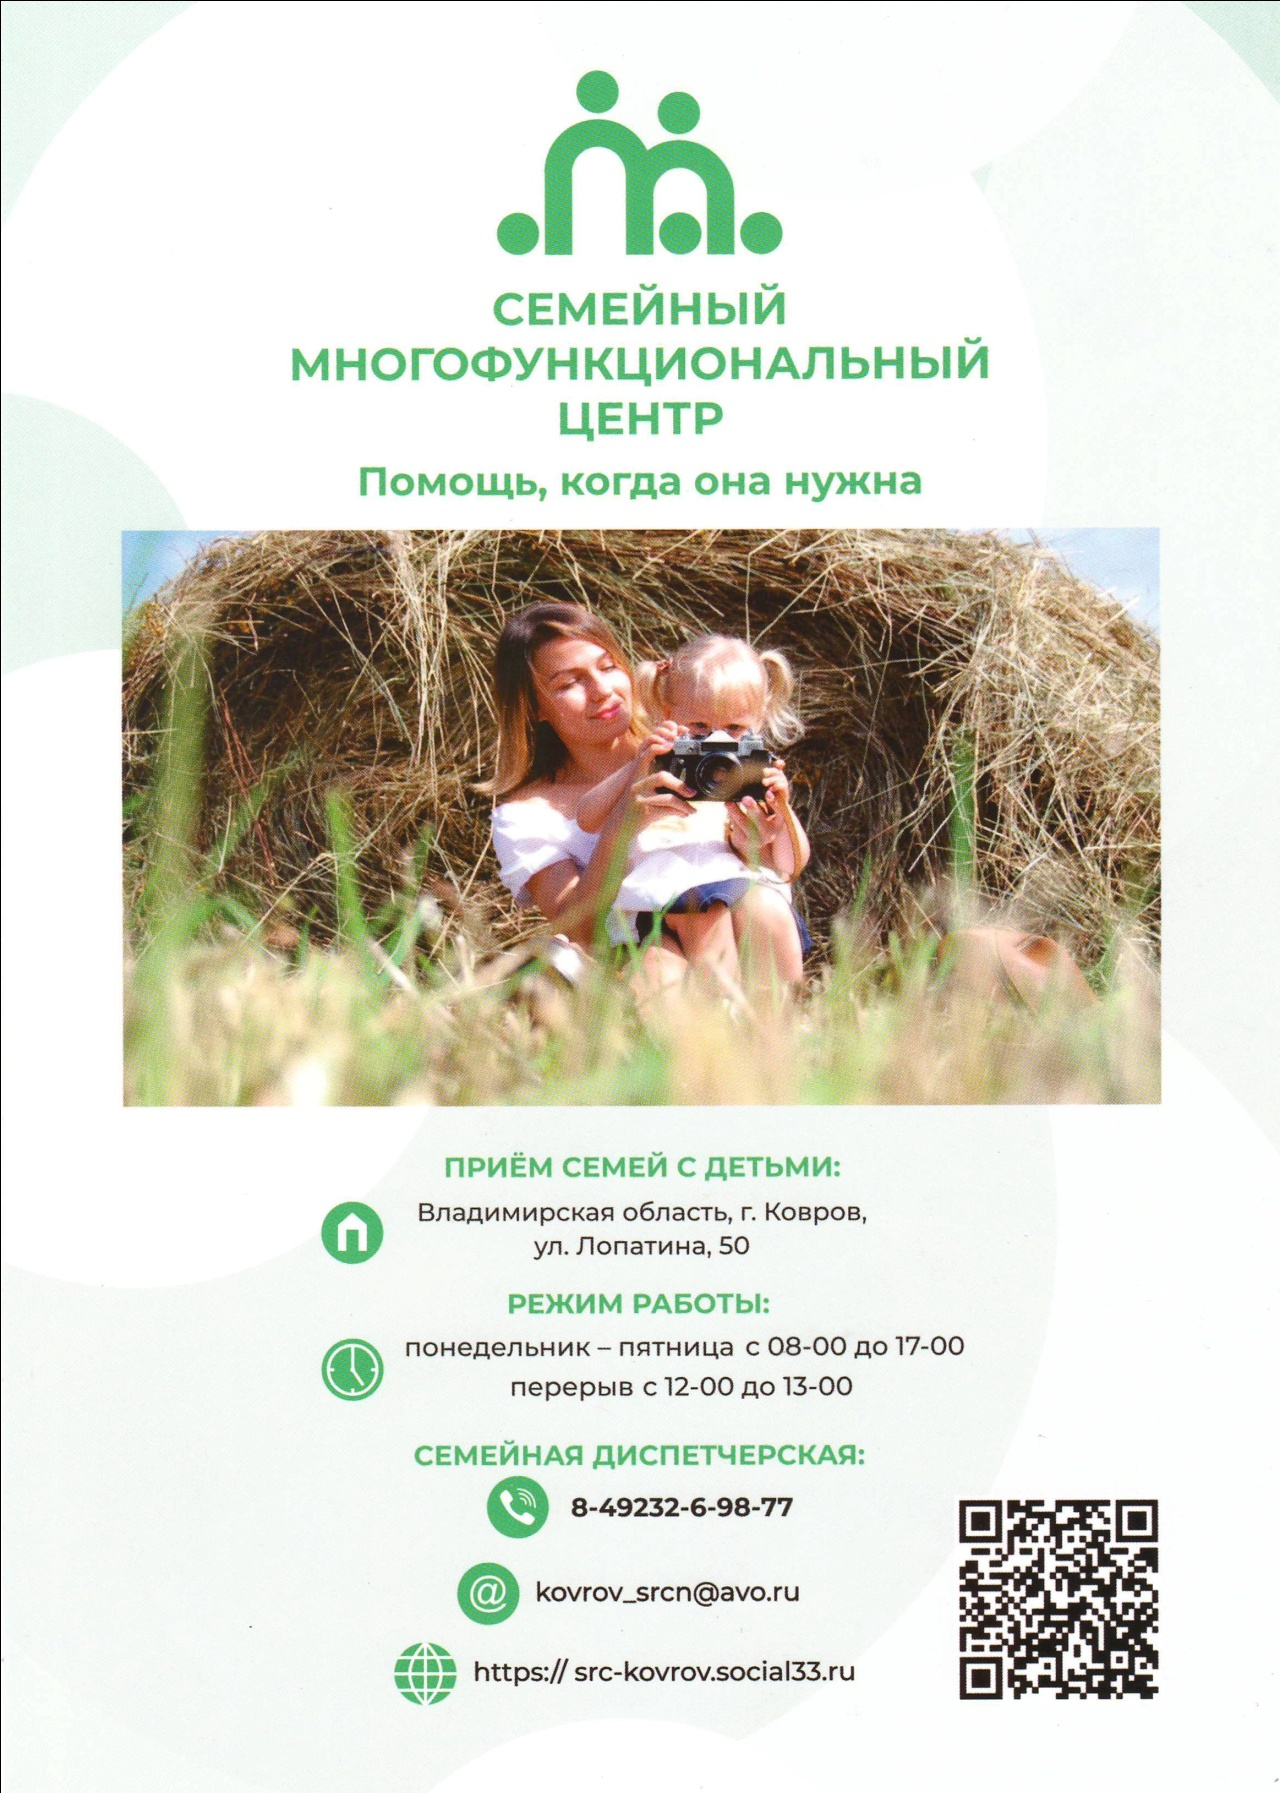 СЕМЕЙНЫЙ
МНОГОФУНКЦИОНАЛЬНЫЙ
ЦЕНТР
Помощь, когда она нужна
ПРИЁМ СЕМЕЙ С ДЕТЬМИ:
Владимирская область, г. Ковров,
ул. Лопатина, 50
РЕЖИМ РАБОТЫ:
понедельник – пятница с 08-00 до 17-00
перерыв с 12-00 до 13-00
СЕМЕЙНАЯ ДИСПЕТЧЕРСКАЯ:
8-49232-6-98-77
kovrov_srcn@avo.ru
https:// src-kovrov.social33.ru